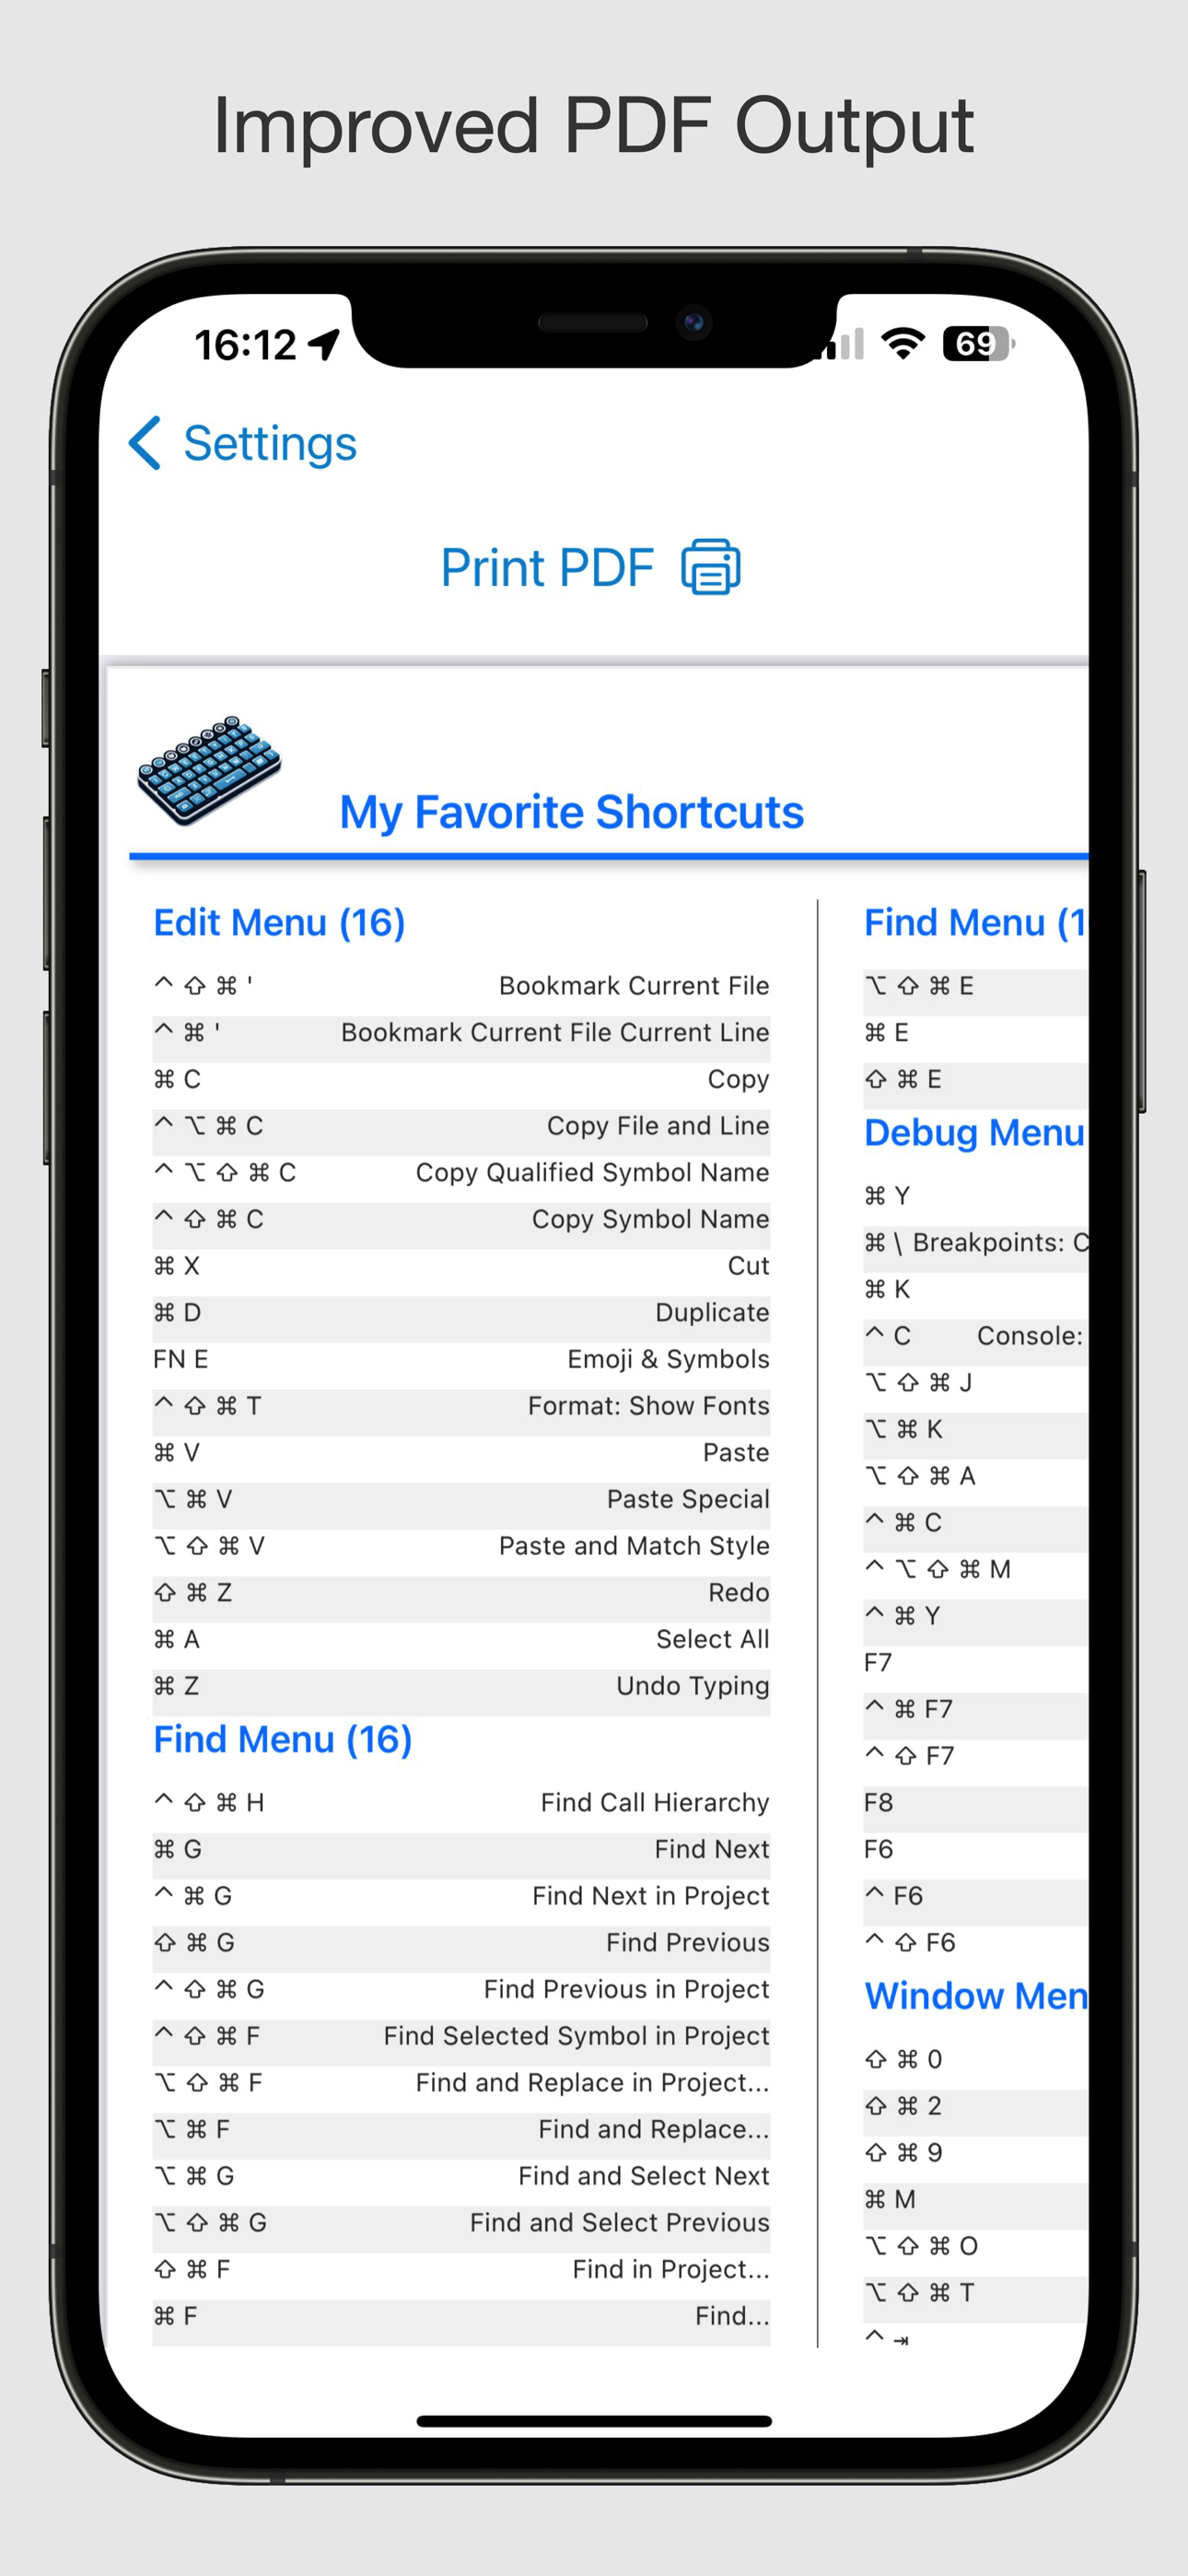 Improved PDF Output
16:12
69
Settings
Print PDF
My Favorite Shortcuts
Edit Menu (16)
^ ⇧ ⌘ ' Bookmark Current File
^ ⌘ ' Bookmark Current File Current Line
⌘ C Copy
^ ⌥ ⌘ C Copy File and Line
^ ⌥ ⇧ ⌘ C Copy Qualified Symbol Name
^ ⇧ ⌘ C Copy Symbol Name
⌘ X Cut
⌘ D Duplicate
FN E Emoji & Symbols
^ ⇧ ⌘ T Format: Show Fonts
⌘ V Paste
⌥ ⌘ V Paste Special
⌥ ⇧ ⌘ V Paste and Match Style
⇧ ⌘ Z Redo
⌘ A Select All
⌘ Z Undo Typing
Find Menu (16)
^ ⇧ ⌘ H Find Call Hierarchy
⌘ G Find Next
^ ⌘ G Find Next in Project
⇧ ⌘ G Find Previous
^ ⇧ ⌘ G Find Previous in Project
^ ⇧ ⌘ F Find Selected Symbol in Project
⌥ ⇧ ⌘ F Find and Replace in Project...
⌥ ⌘ F Find and Replace...
⌥ ⌘ G Find and Select Next
⌥ ⇧ ⌘ G Find and Select Previous
⇧ ⌘ F Find in Project...
⌘ F Find...
Find Menu (1
⌥ ⇧ ⌘ E
⌘ E
⇧ ⌘ E
Debug Menu
⌘ Y
⌘ \ Breakpoints: C
⌘ K
^ C Console:
⌥ ⇧ ⌘ J
⌥ ⌘ K
⌥ ⇧ ⌘ A
^ ⌘ C
^ ⌥ ⇧ ⌘ M
^ ⌘ Y
F7
^ ⌘ F7
^ ⇧ F7
F8
F6
^ F6
^ ⇧ F6
Window Men
⇧ ⌘ 0
⇧ ⌘ 2
⇧ ⌘ 9
⌘ M
⌥ ⇧ ⌘ O
⌥ ⇧ ⌘ T
^ ⇥